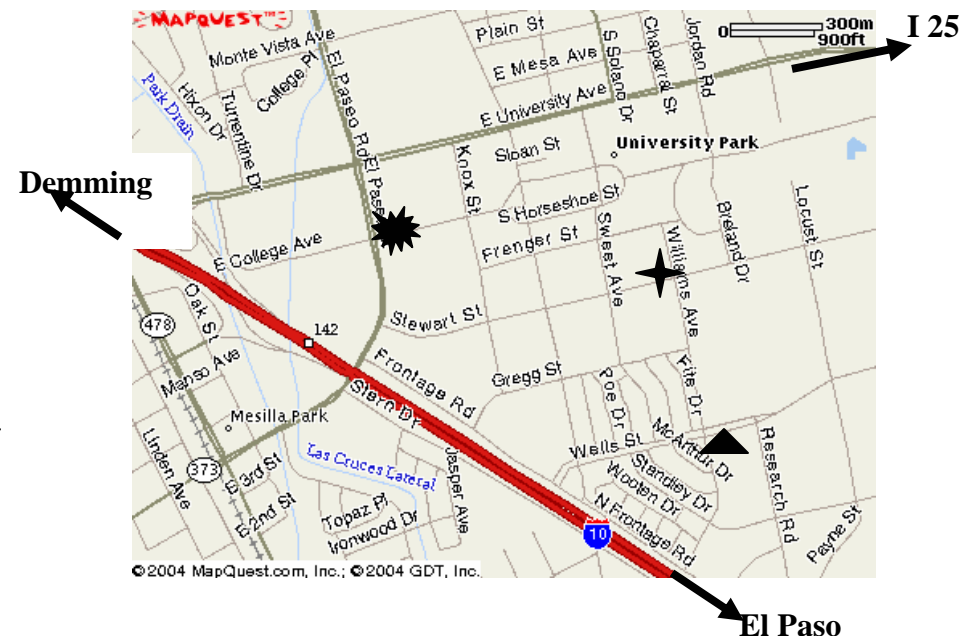 MAPQUEST
Plain St
0 300m
900ft
I 25
Monte Vista Ave
College Pl
El Paseo Rd
E Mesa Ave
S Solano Dr
Chaparral St
Jordan Rd
Park Drain
Hixon Dr
Turrentine Dr
E University Ave
Sloan St
University Park
Knox St
El Paseo
Demming
S Horseshoe St
E College Ave
Frenger St
Sweet Ave
Williams Ave
Breland Dr
Locust St
Oak St
478
142
Stewart St
Manso Ave
Frontage Rd
Stern Dr
Gregg St
Poe Dr
Fite Dr
Mesilla Park
Linden Ave
373
E 3rd St
E 2nd St
Las Cruces Lateral
Jasper Ave
Wells St
McArthur Dr
Standley Dr
Wooten Dr
N Frontage Rd
Research Rd
Payne St
Topaz Pl
Ironwood Dr
10
©2004 MapQuest.com, Inc.; ©2004 GDT, Inc.
El Paso